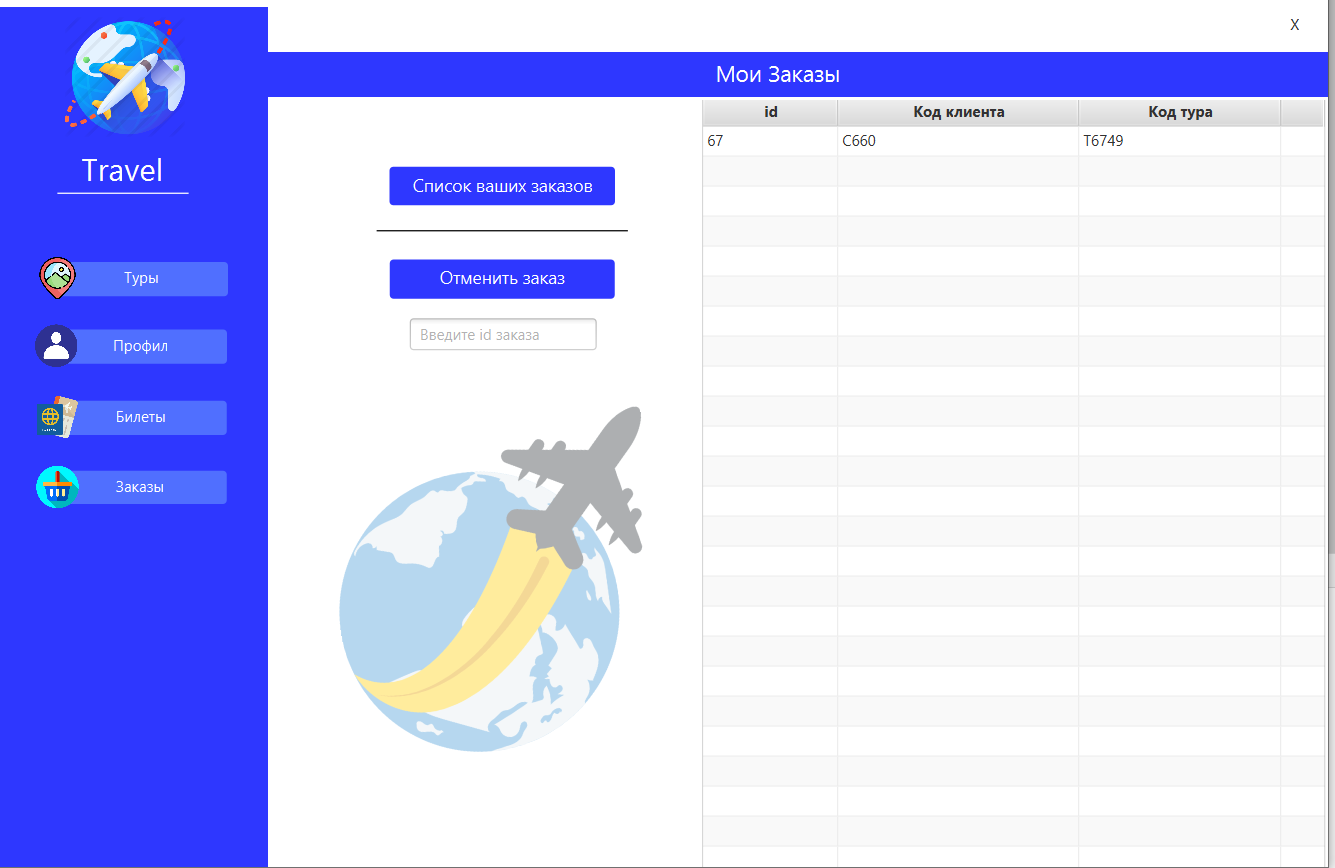 X
Мои Заказы
Travel
Туры
Профил
Билеты
Заказы
Список ваших заказов
Отменить заказ
Введите id заказа
id Код клиента Код тура
67 C660 T6749